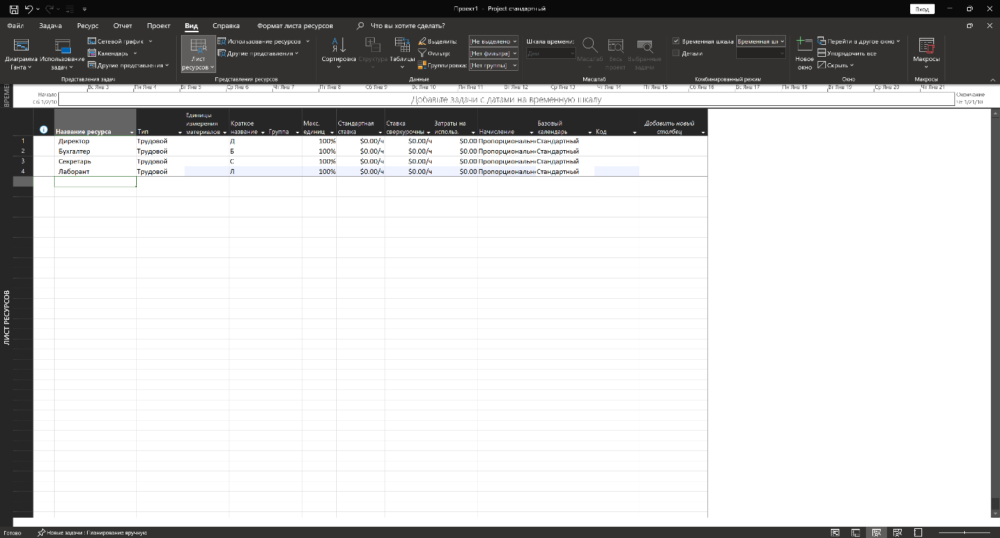 Проект1 - Project стандартный
Вход
Файл Задача Ресурс Отчет Проект Вид Справка Формат листа ресурсов Что вы хотите сделать?
Диаграмма Ганта
Использование задач
Сетевой график
Календарь
Другие представления
Представления задач
Лист ресурсов
Использование ресурсов
Другие представления
Представления ресурсов
Сортировка
Структура
Таблицы
Выделить: [Не выделено
Фильтр: [Нет фильтра]
Группировка: [Нет группы]
Данные
Шкала времени:
Дни
Масштаб
Весь проект
Выбранные задачи
Масштаб
Временная шкала Временная шк
Детали
Комбинированный режим
Новое окно
Перейти в другое окно
Упорядочить все
Скрыть
Окно
Макросы
Макросы
ВРЕМЕ
Вс Янв 3 Пн Янв 4 Вт Янв 5 Ср Янв 6 Чт Янв 7 Пт Янв 8 Сб Янв 9 Вс Янв 10 Пн Янв 11 Вт Янв 12 Ср Янв 13 Чт Янв 14 Пт Янв 15 Сб Янв 16 Вс Янв 17 Пн Янв 18 Вт Янв 19 Ср Янв 20 Чт Янв 21
Начало
Сб 1/2/10
Добавьте задачи с датами на временную шкалу
Окончание
Чт 1/21/10
Название ресурса
Тип
Единицы измерения материалов
Краткое название
Группа
Макс. единиц
Стандартная ставка
Ставка сверхурочны
Затраты на использ.
Начисление
Базовый календарь
Код
Добавить новый столбец
1 Директор Трудовой Д 100% $0.00/ч $0.00/ч $0.00 Пропорциональн Стандартный
2 Бухгалтер Трудовой Б 100% $0.00/ч $0.00/ч $0.00 Пропорциональн Стандартный
3 Секретарь Трудовой С 100% $0.00/ч $0.00/ч $0.00 Пропорциональн Стандартный
4 Лаборант Трудовой Л 100% $0.00/ч $0.00/ч $0.00 Пропорциональн Стандартный
ЛИСТ РЕСУРСОВ
Готово
Новые задачи : Планирование вручную